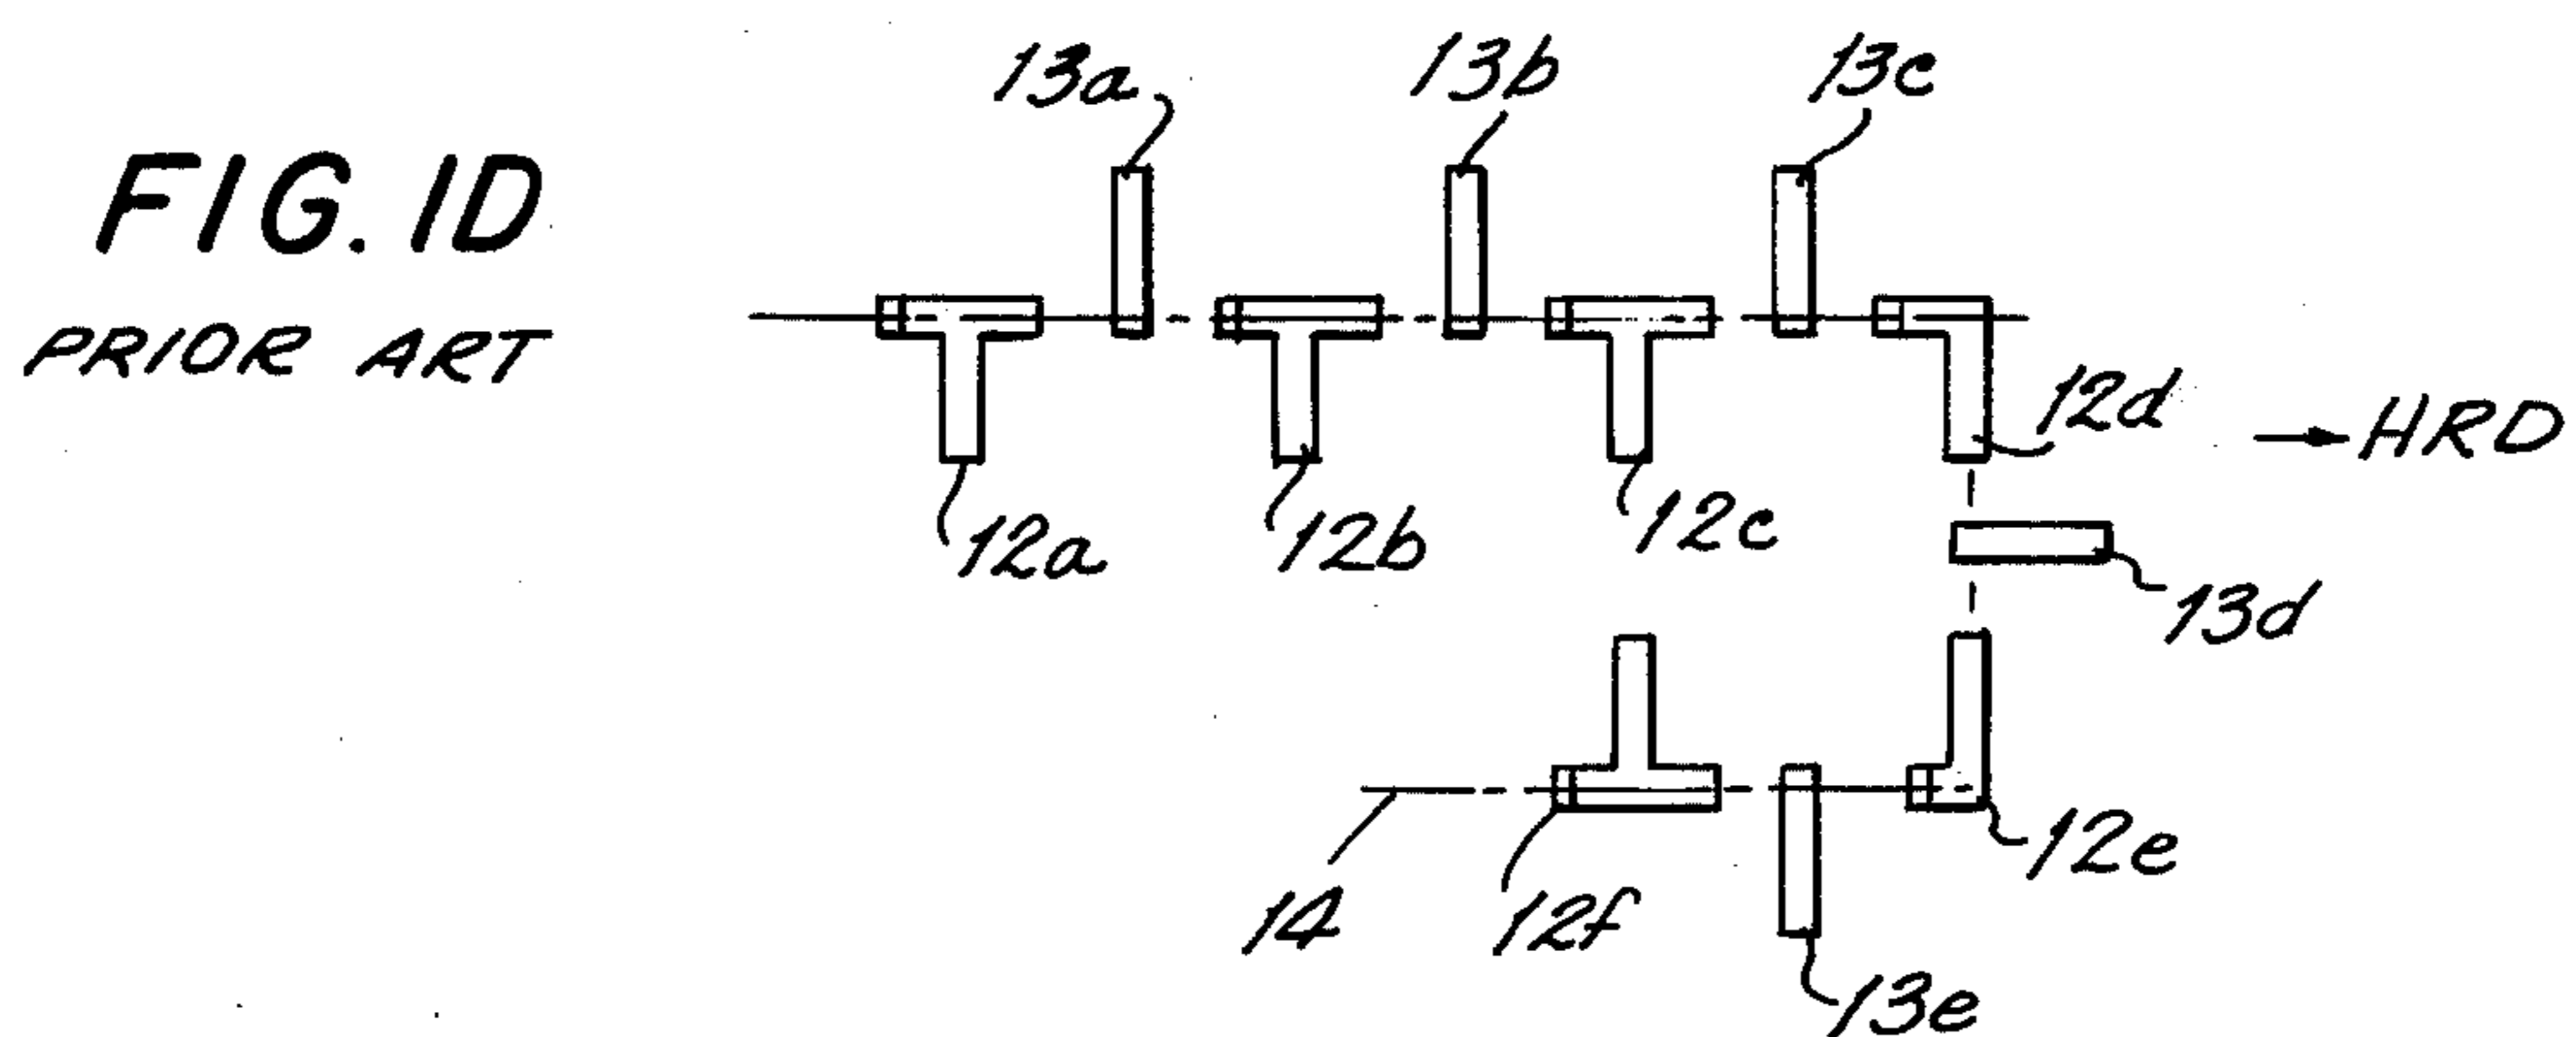 13a 13b 13c
FIG. 1D
PRIOR ART
12d
→ HRD
12a 12b 12c
13d
12e
14 12f
13e